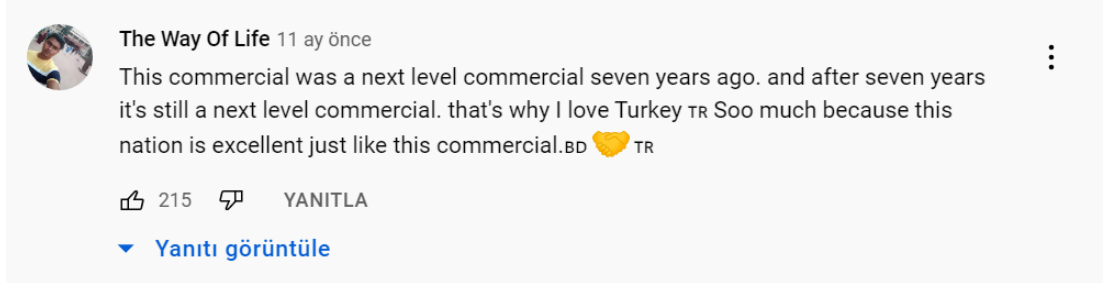 The Way Of Life 11 ay önce
This commercial was a next level commercial seven years ago. and after seven years
it's still a next level commercial. that's why I love Turkey TR Soo much because this
nation is excellent just like this commercial.BD 🤝 TR
215 YANITLA
Yanıtı görüntüle